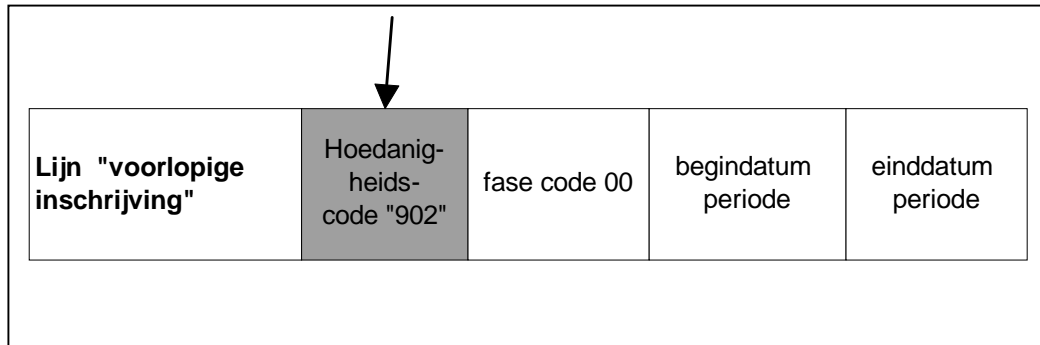 Lijn "voorlopige
inschrijving"
Hoedanig-
heids-
code "902"
fase code 00
begindatum
periode
einddatum
periode